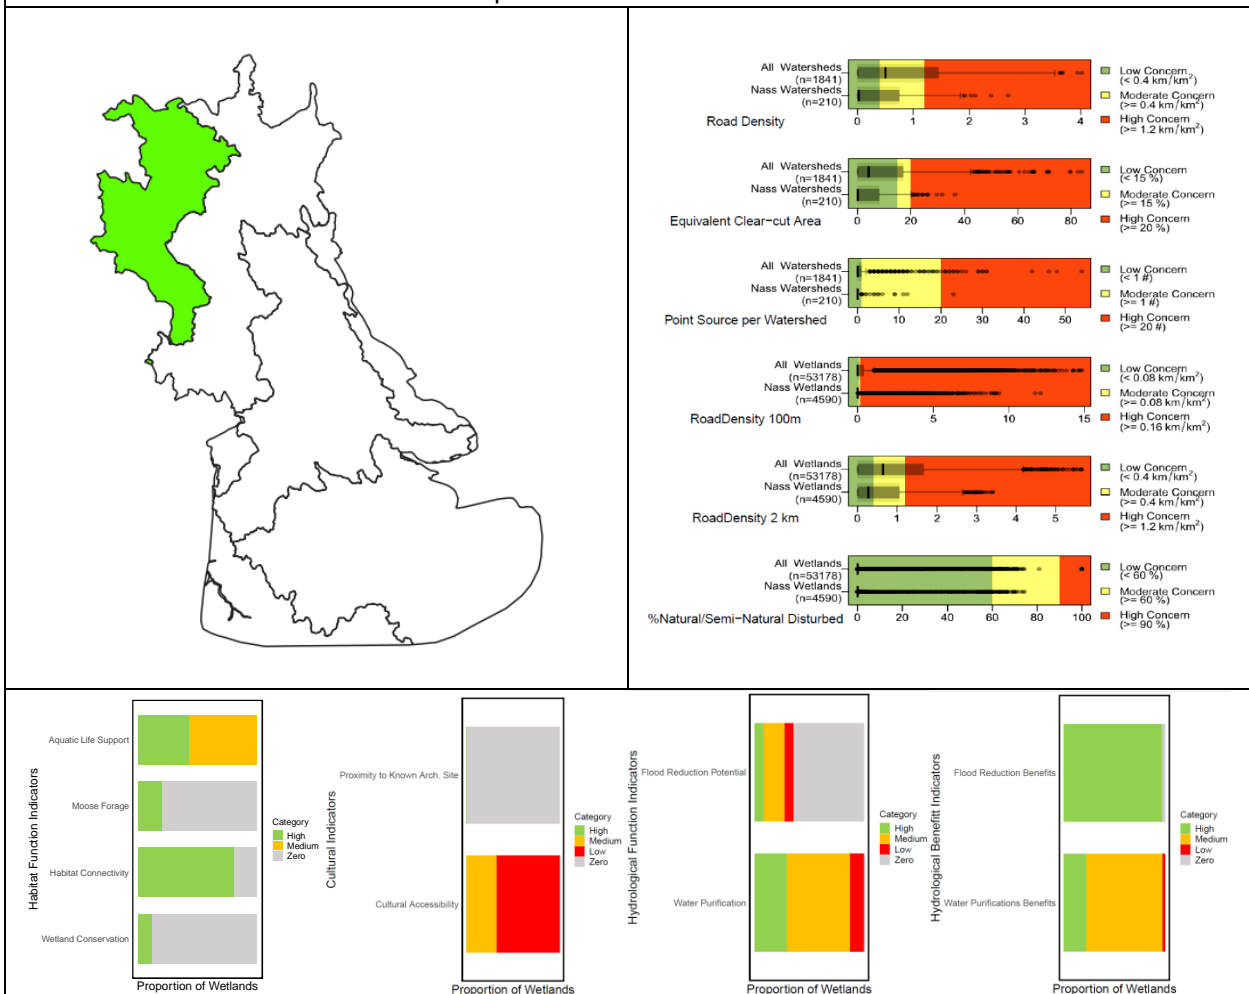 All Watersheds
(n=1841)
Nass Watersheds
(n=210)
Road Density
0 1 2 3 4
Low Concern
(< 0.4 km/km²)
Moderate Concern
(>= 0.4 km/km²)
High Concern
(>= 1.2 km/km²)
All Watersheds
(n=1841)
Nass Watersheds
(n=210)
Equivalent Clear−cut Area
0 20 40 60 80
Low Concern
(< 15 %)
Moderate Concern
(>= 15 %)
High Concern
(>= 20 %)
All Watersheds
(n=1841)
Nass Watersheds
(n=210)
Point Source per Watershed
0 10 20 30 40 50
Low Concern
(< 1 #)
Moderate Concern
(>= 1 #)
High Concern
(>= 20 #)
All Wetlands
(n=53178)
Nass Wetlands
(n=4590)
RoadDensity 100m
0 5 10 15
Low Concern
(< 0.08 km/km²)
Moderate Concern
(>= 0.08 km/km²)
High Concern
(>= 0.16 km/km²)
All Wetlands
(n=53178)
Nass Wetlands
(n=4590)
RoadDensity 2 km
0 1 2 3 4 5
Low Concern
(< 0.4 km/km²)
Moderate Concern
(>= 0.4 km/km²)
High Concern
(>= 1.2 km/km²)
All Wetlands
(n=53178)
Nass Wetlands
(n=4590)
%Natural/Semi−Natural Disturbed
0 20 40 60 80 100
Low Concern
(< 60 %)
Moderate Concern
(>= 60 %)
High Concern
(>= 90 %)
Habitat Function Indicators
Aquatic Life Support
Moose Forage
Habitat Connectivity
Wetland Conservation
Proportion of Wetlands
Category
High
Medium
Zero
Cultural Indicators
Proximity to Known Arch. Site
Cultural Accessibility
Proportion of Wetlands
Category
High
Medium
Low
Zero
Hydrological Function Indicators
Flood Reduction Potential
Water Purification
Proportion of Wetlands
Category
High
Medium
Low
Zero
Hydrological Benefitt Indicators
Flood Reduction Benefits
Water Purifications Benefits
Proportion of Wetlands
Category
High
Medium
Low
Zero